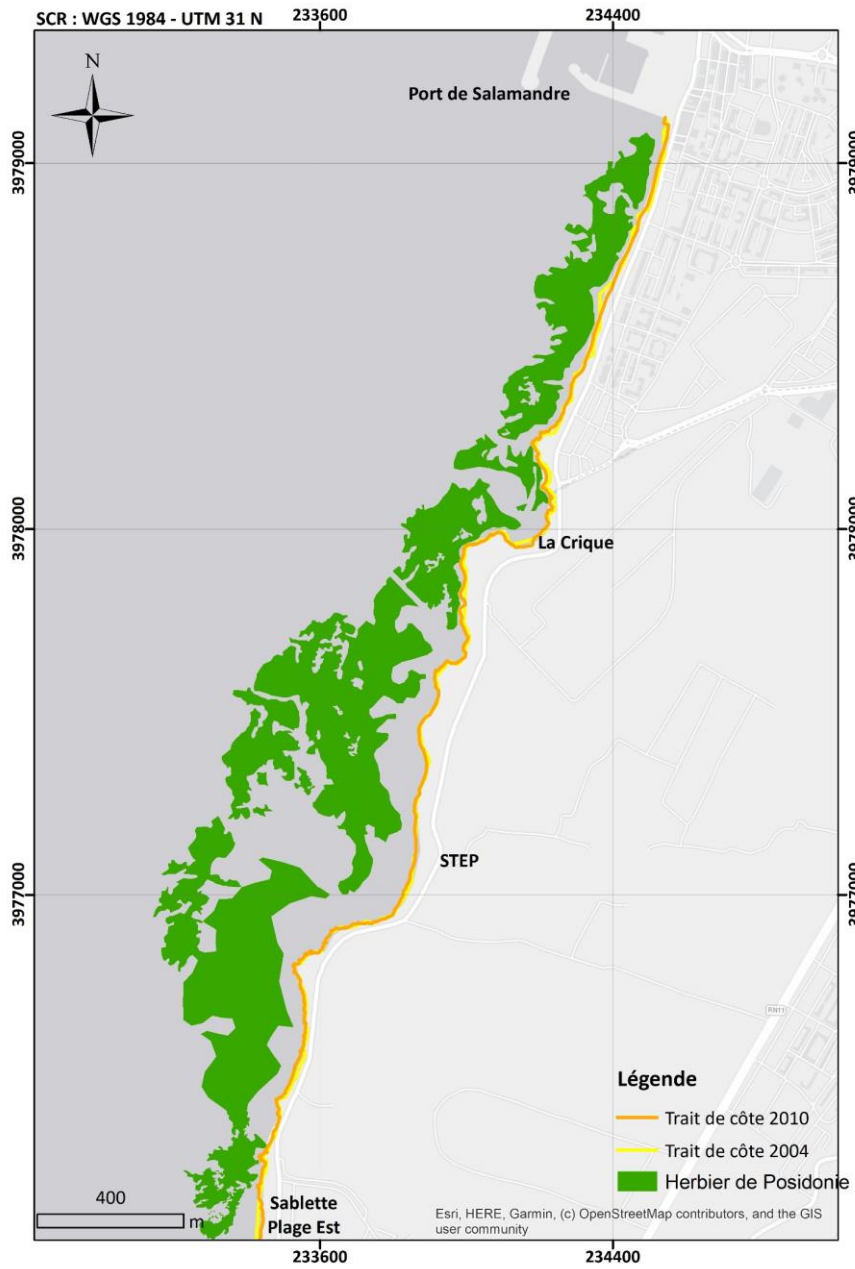 SCR : WGS 1984 - UTM 31 N
233600
234400
N
Port de Salamandre
3979000
3979000
3978000
3978000
La Crique
STEP
3977000
3977000
RN11
Légende
Trait de côte 2010
Trait de côte 2004
Herbier de Posidonie
400
m
Sablette
Plage Est
Esri, HERE, Garmin, (c) OpenStreetMap contributors, and the GIS
user community
233600
234400